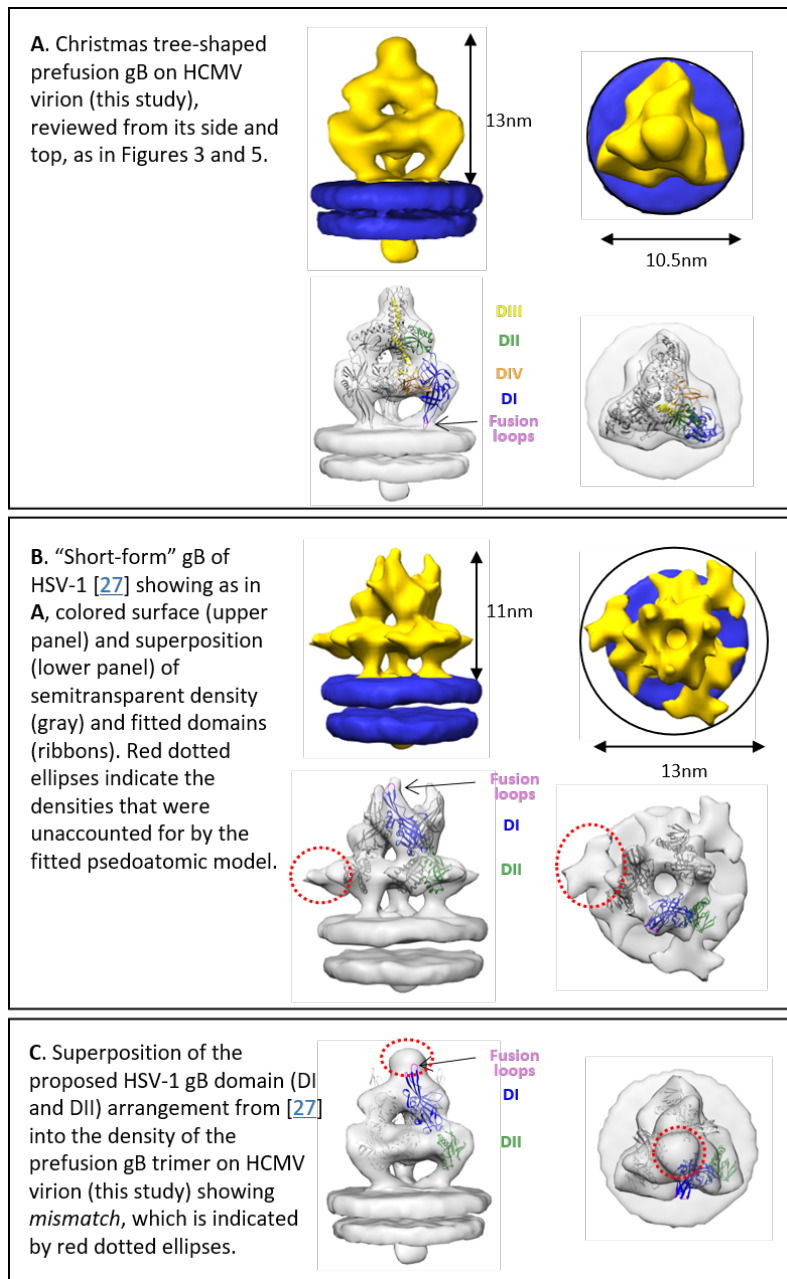 A. Christmas tree-shaped
prefusion gB on HCMV
virion (this study),
reviewed from its side and
top, as in Figures 3 and 5.
13nm
10.5nm
DIII
DII
DIV
DI
Fusion
loops
B. “Short-form” gB of
HSV-1 [27] showing as in
A, colored surface (upper
panel) and superposition
(lower panel) of
semitransparent density
(gray) and fitted domains
(ribbons). Red dotted
ellipses indicate the
densities that were
unaccounted for by the
fitted psedoatomic model.
11nm
13nm
Fusion
loops
DI
DII
C. Superposition of the
proposed HSV-1 gB domain (DI
and DII) arrangement from [27]
into the density of the
prefusion gB trimer on HCMV
virion (this study) showing
mismatch, which is indicated
by red dotted ellipses.
Fusion
loops
DI
DII